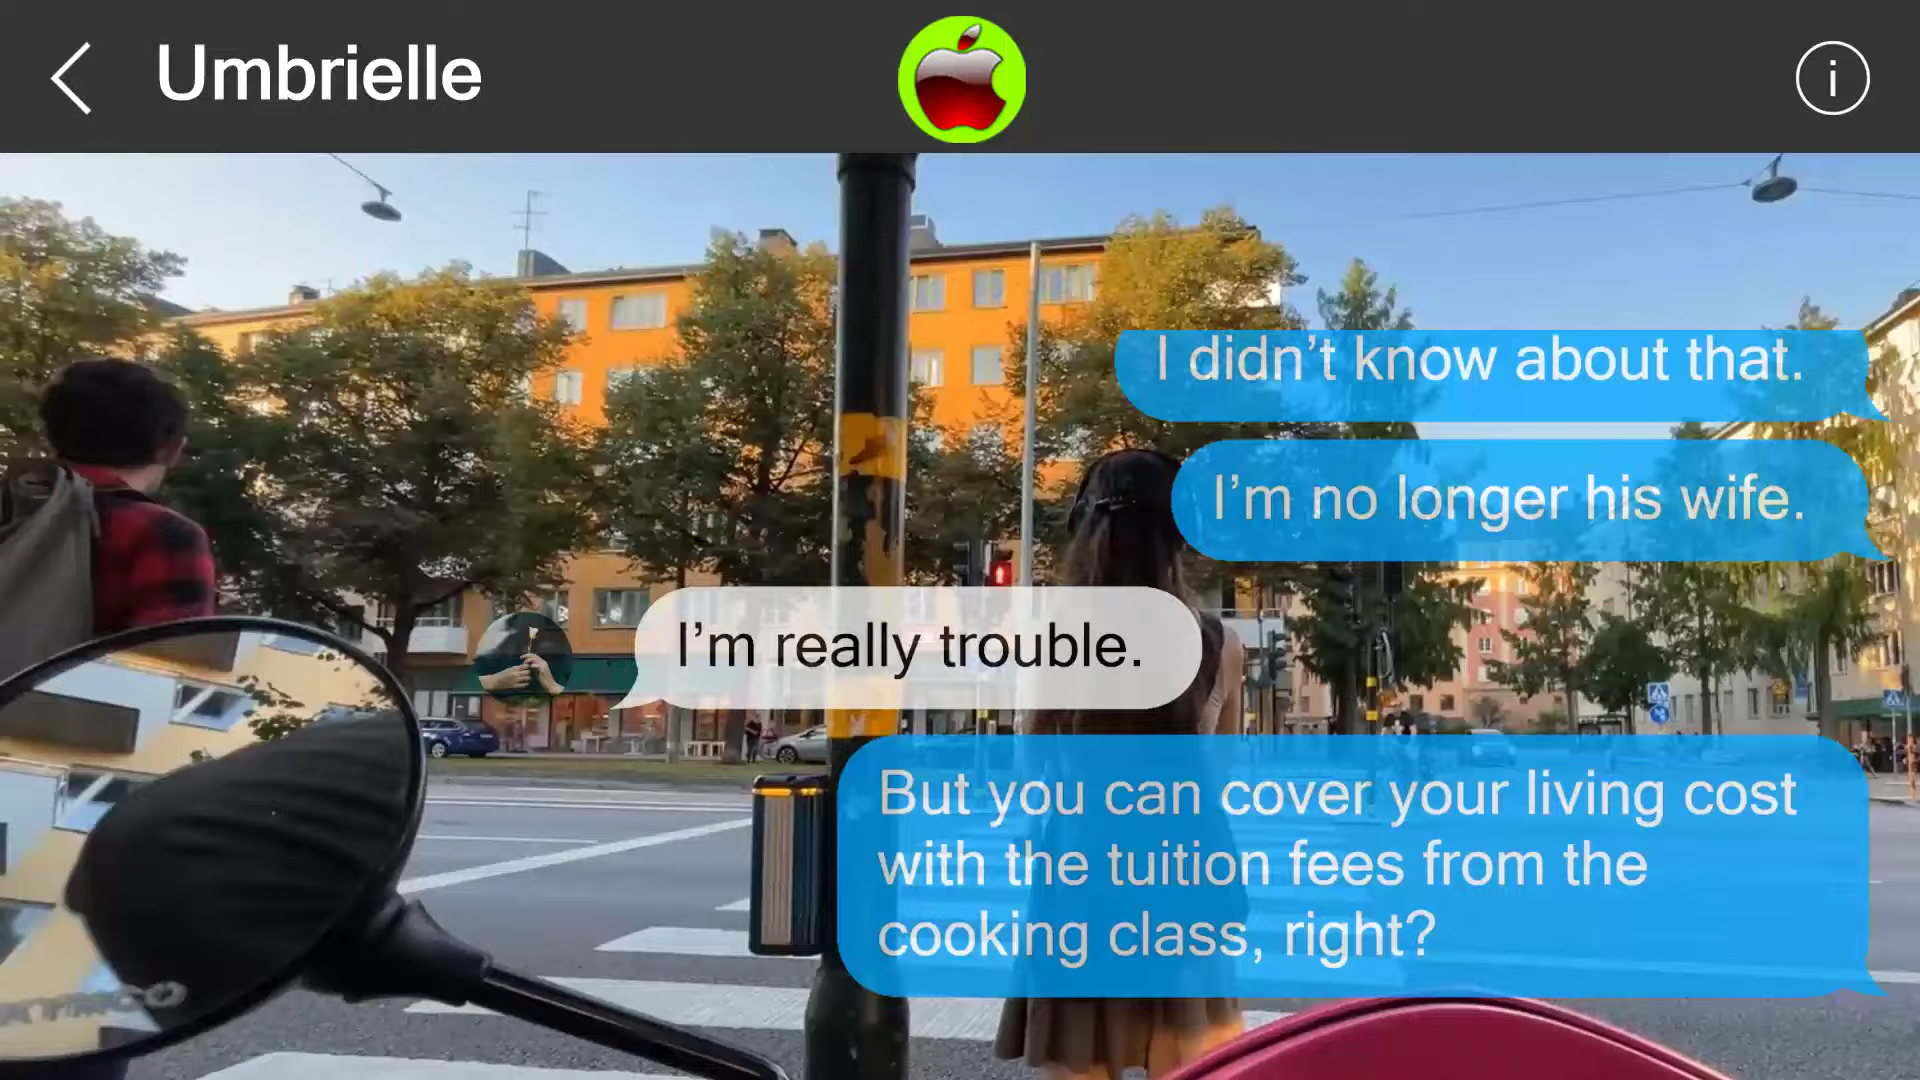 Umbrielle
i
I didn’t know about that.
I’m no longer his wife.
I’m really trouble.
But you can cover your living cost
with the tuition fees from the
cooking class, right?